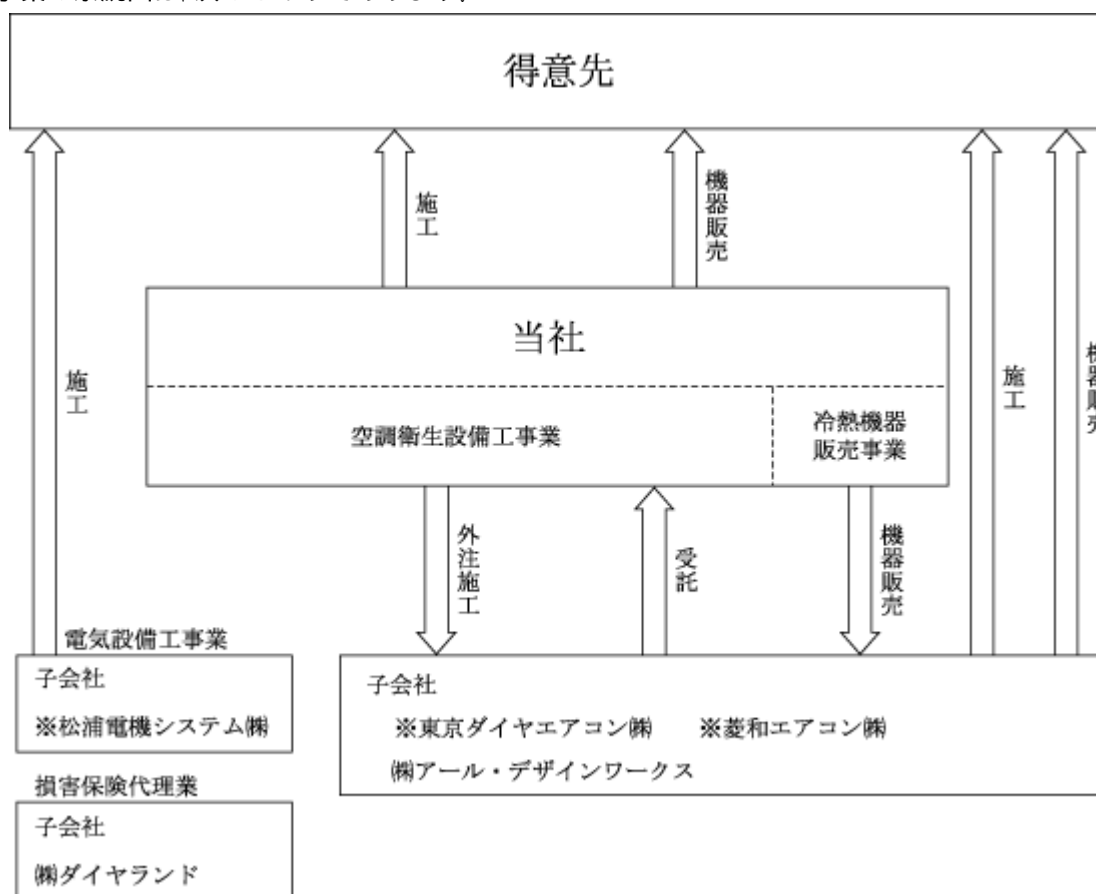 得意先
施工
機器販売
当社
施工
施工
機器販売
空調衛生設備工事業
冷熱機器
販売事業
外注施工
受託
機器販売
電気設備工事業
子会社
※松浦電機システム㈱
子会社
※東京ダイヤエアコン㈱ ※菱和エアコン㈱
㈱アール・デザインワークス
損害保険代理業
子会社
㈱ダイヤランド